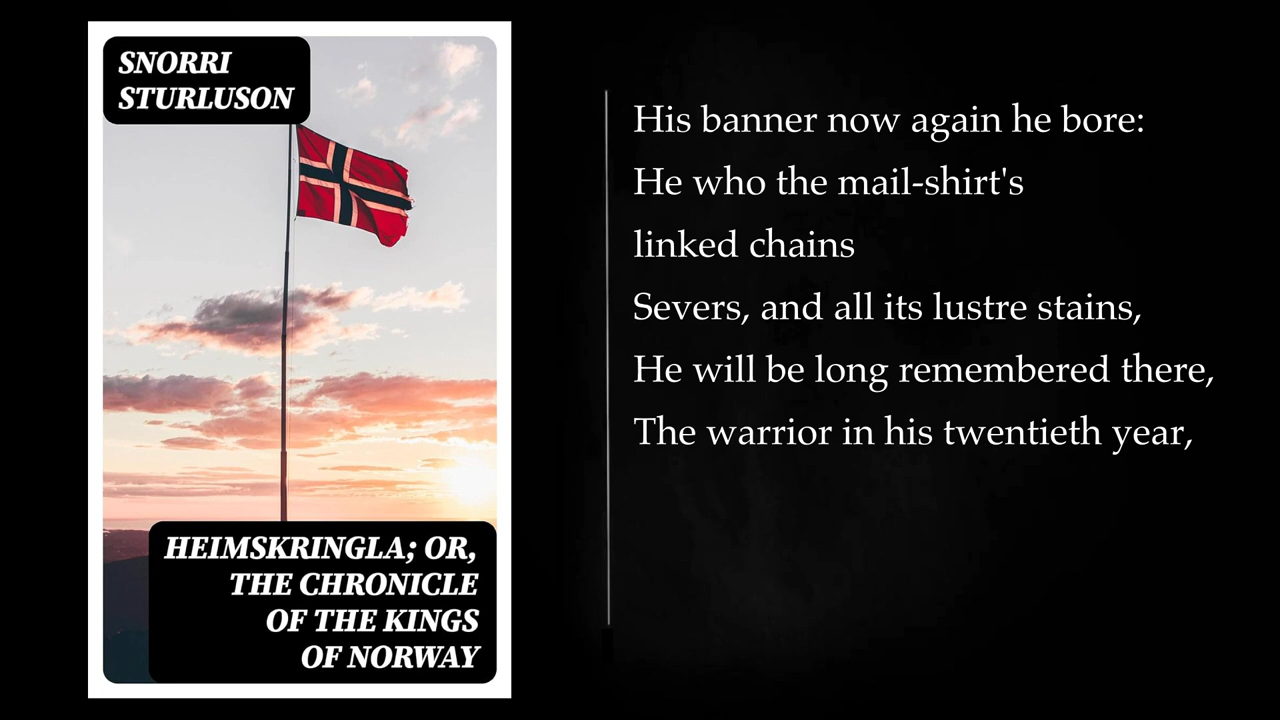 SNORRI
STURLUSON
HEIMSKRINGLA; OR,
THE CHRONICLE
OF THE KINGS
OF NORWAY
His banner now again he bore:
He who the mail-shirt's
linked chains
Severs, and all its lustre stains,
He will be long remembered there,
The warrior in his twentieth year,